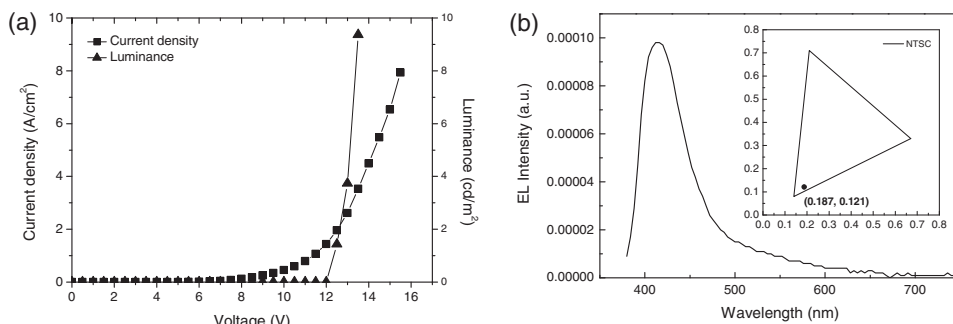 (a)
Current density
Luminance
Current density (A/cm2)
10
8
6
4
2
0
0 2 4 6 8 10 12 14 16
Voltage (V)
10
8
6
4
2
0
Luminance (cd/m2)
(b)
EL Intensity (a.u.)
0.00010
0.00008
0.00006
0.00004
0.00002
0.00000
400 500 600 700
Wavelength (nm)
NTSC
0.8
0.7
0.6
0.5
0.4
0.3
0.2
0.1
0.0
(0.187, 0.121)
0.0 0.1 0.2 0.3 0.4 0.5 0.6 0.7 0.8